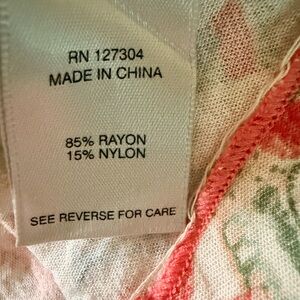 RN 127304
MADE IN CHINA
85% RAYON
15% NYLON
SEE REVERSE FOR CARE